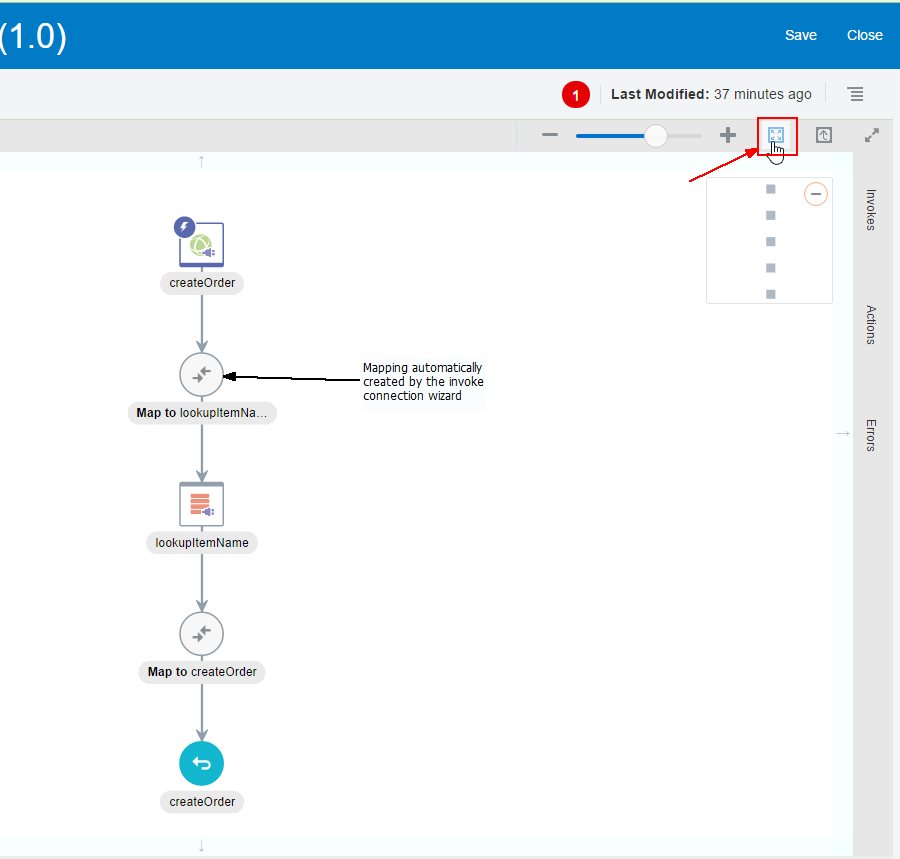 (1.0)
Save
Close
1
Last Modified: 37 minutes ago
Invokes
Actions
Errors
createOrder
Mapping automatically
created by the invoke
connection wizard
Map to lookupItemNa...
lookupItemName
Map to createOrder
createOrder